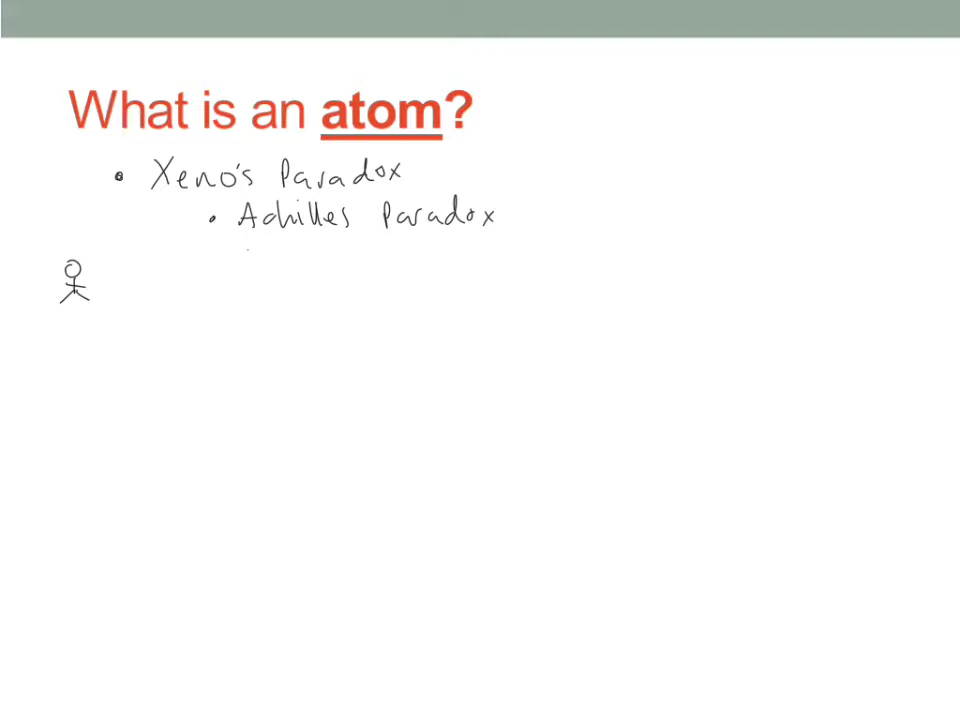 What is an atom?
• Xeno's Paradox
• Achilles Paradox